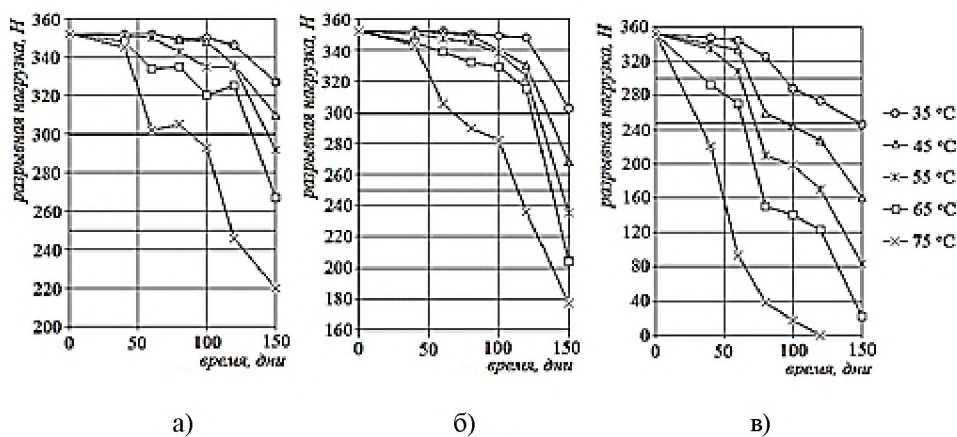 разрывная нагрузка, Н
360
340
320
300
280
260
240
220
200
0 50 100 150
время, дни
а)
разрывная нагрузка, Н
360
340
320
300
280
260
240
220
200
180
160
0 50 100 150
время, дни
б)
разрывная нагрузка, Н
360
320
280
240
200
160
120
80
40
0
0 50 100 150
время, дни
в)
35 °C
45 °C
55 °C
65 °C
75 °C